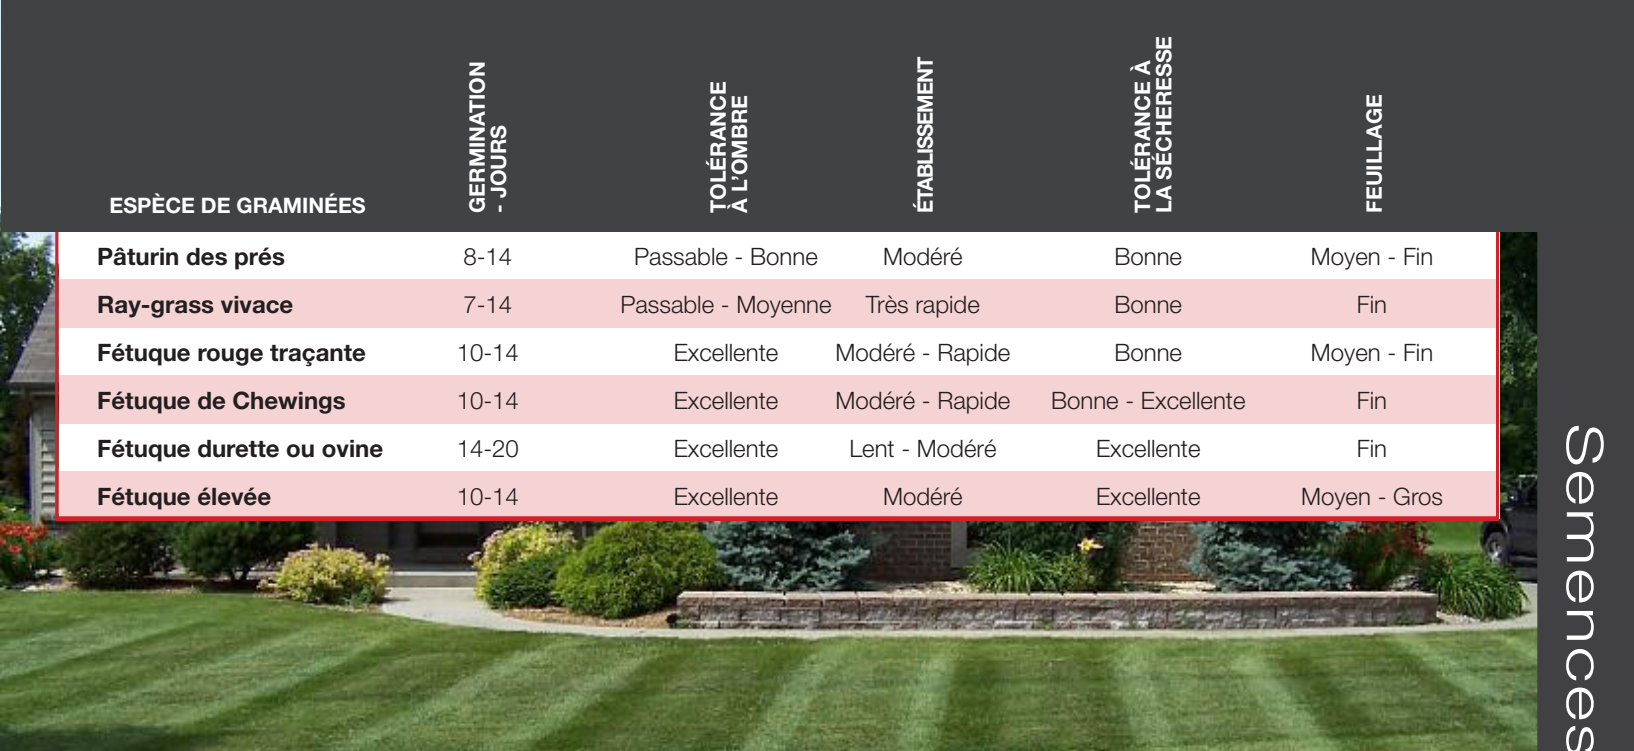 ESPÈCE DE GRAMINÉES
GERMINATION
- JOURS
TOLÉRANCE
À L'OMBRE
ÉTABLISSEMENT
TOLÉRANCE À
LA SÉCHERESSE
FEUILLAGE
Pâturin des prés 8-14 Passable - Bonne Modéré Bonne Moyen - Fin
Ray-grass vivace 7-14 Passable - Moyenne Très rapide Bonne Fin
Fétuque rouge traçante 10-14 Excellente Modéré - Rapide Bonne Moyen - Fin
Fétuque de Chewings 10-14 Excellente Modéré - Rapide Bonne - Excellente Fin
Fétuque durette ou ovine 14-20 Excellente Lent - Modéré Excellente Fin
Fétuque élevée 10-14 Excellente Modéré Excellente Moyen - Gros
Semences